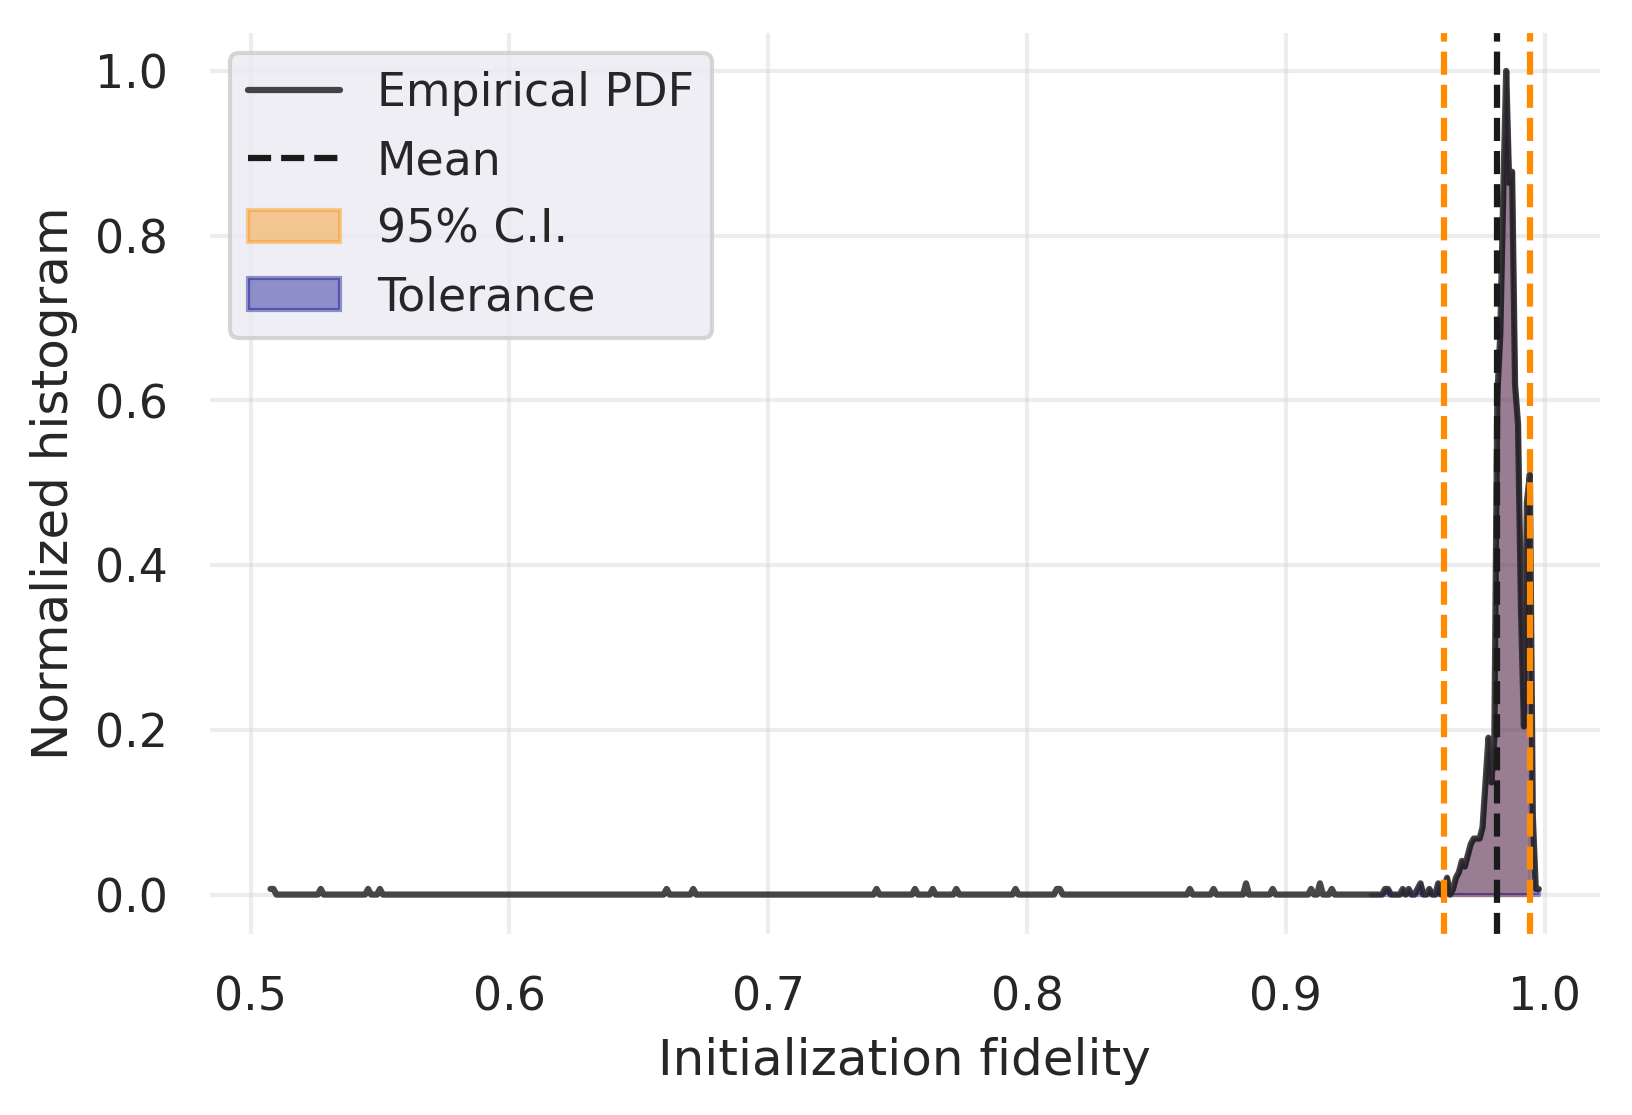 Empirical PDF
Mean
95% C.I.
Tolerance
Normalized histogram
1.0
0.8
0.6
0.4
0.2
0.0
0.5 0.6 0.7 0.8 0.9 1.0
Initialization fidelity